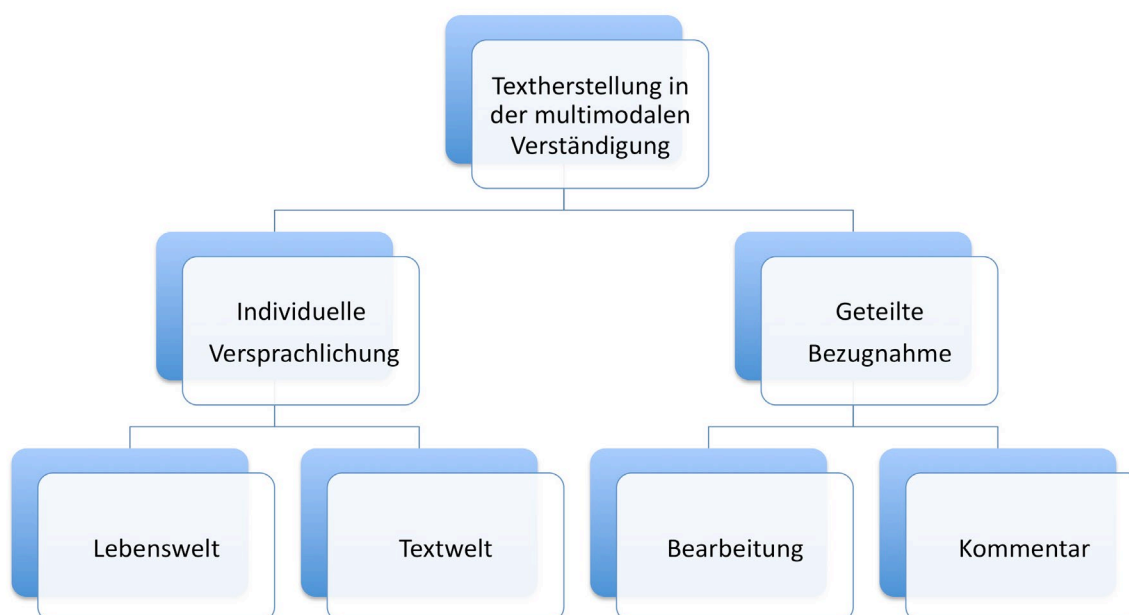 Textherstellung in
der multimodalen
Verständigung
Individuelle
Versprachlichung
Geteilte
Bezugnahme
Lebenswelt
Textwelt
Bearbeitung
Kommentar